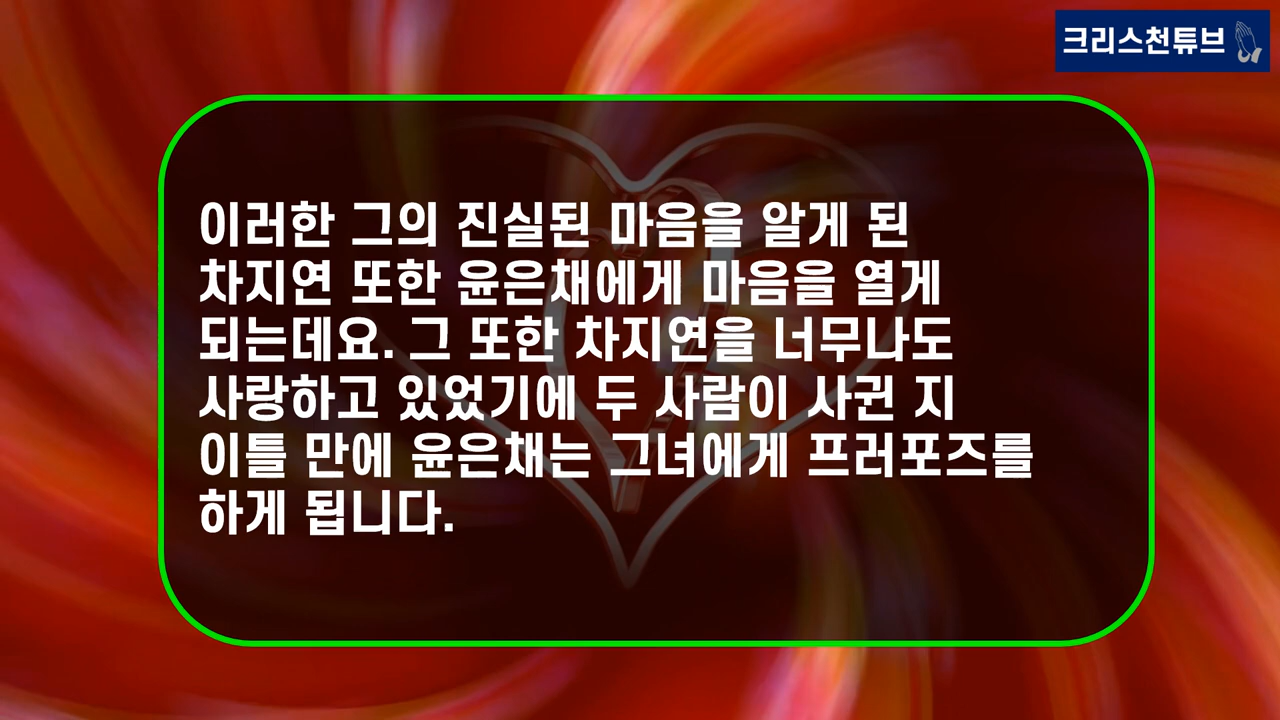 크리스천튜브
이러한 그의 진실된 마음을 알게 된
차지연 또한 윤은채에게 마음을 열게
되는데요. 그 또한 차지연을 너무나도
사랑하고 있었기에 두 사람이 사귄 지
이틀 만에 윤은채는 그녀에게 프러포즈를
하게 됩니다.